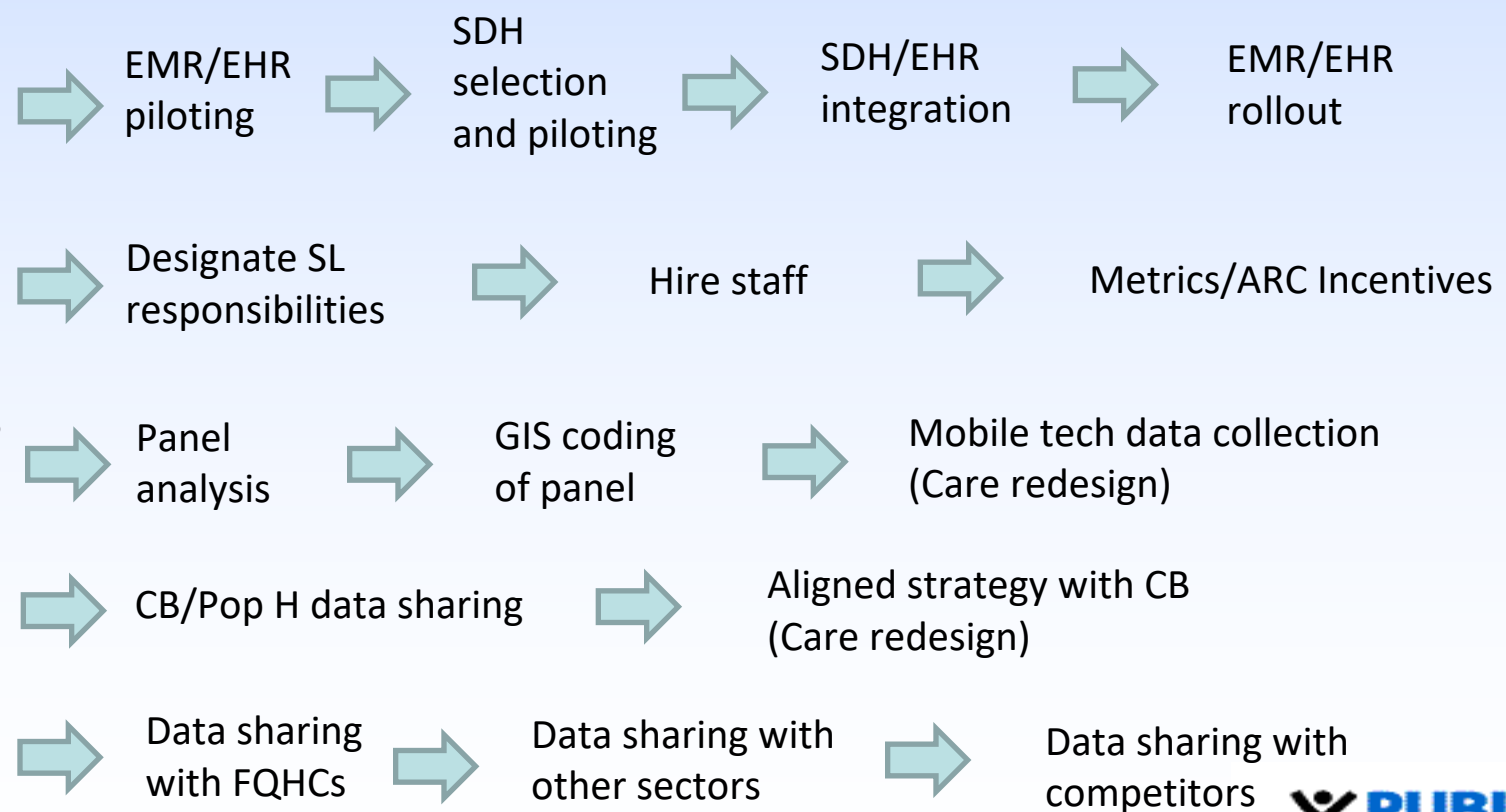 EMR/EHR
piloting
SDH
selection
and piloting
SDH/EHR
integration
EMR/EHR
rollout
Designate SL
responsibilities
Hire staff
Metrics/ARC Incentives
Panel
analysis
GIS coding
of panel
Mobile tech data collection
(Care redesign)
CB/Pop H data sharing
Aligned strategy with CB
(Care redesign)
Data sharing
with FQHCs
Data sharing with
other sectors
Data sharing with
competitors